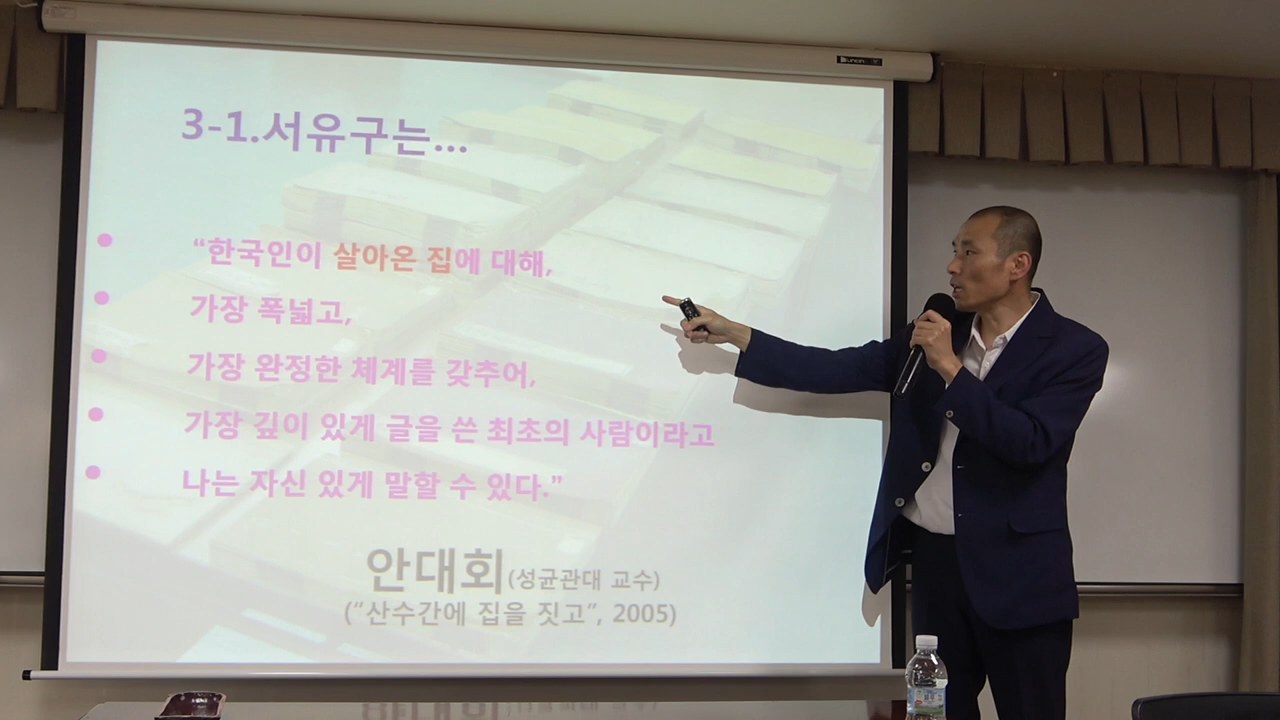 3-1.서유구는...
“한국인이 살아온 집에 대해,
가장 폭넓고,
가장 완정한 체계를 갖추어,
가장 깊이 있게 글을 쓴 최초의 사람이라고
나는 자신 있게 말할 수 있다."
안대회(성균관대 교수)
(“산수간에 집을 짓고”, 2005)